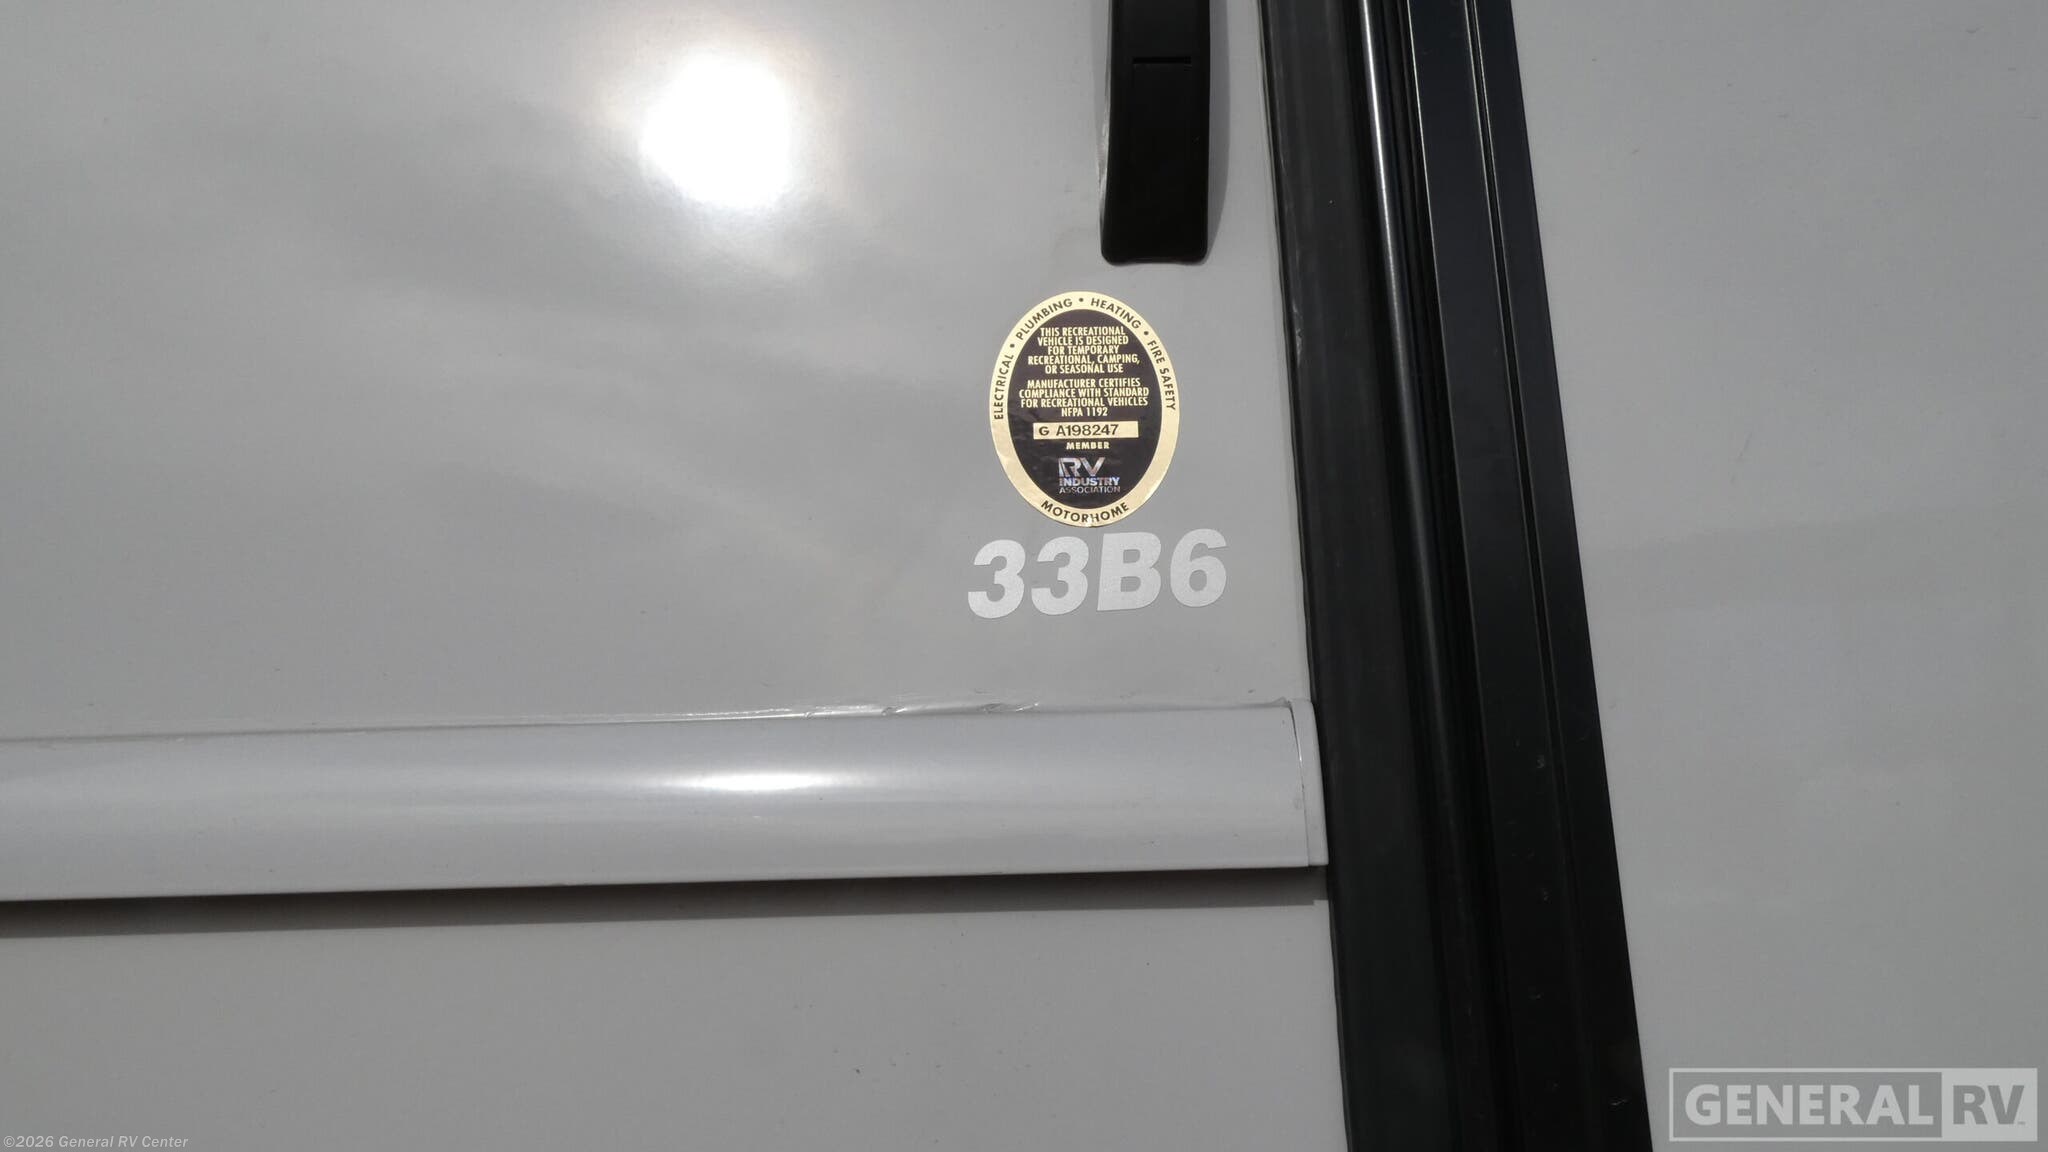 ELECTRICAL • PLUMBING • HEATING • FIRE SAFETY
THIS RECREATIONAL
VEHICLE IS DESIGNED
FOR TEMPORARY
RECREATIONAL, CAMPING,
OR SEASONAL USE
MANUFACTURER CERTIFIES
COMPLIANCE WITH STANDARD
FOR RECREATIONAL VEHICLES
NFPA 1192
G A198247
MEMBER
RV
INDUSTRY
ASSOCIATION
MOTORHOME
33B6
GENERAL RV
©2026 General RV Center